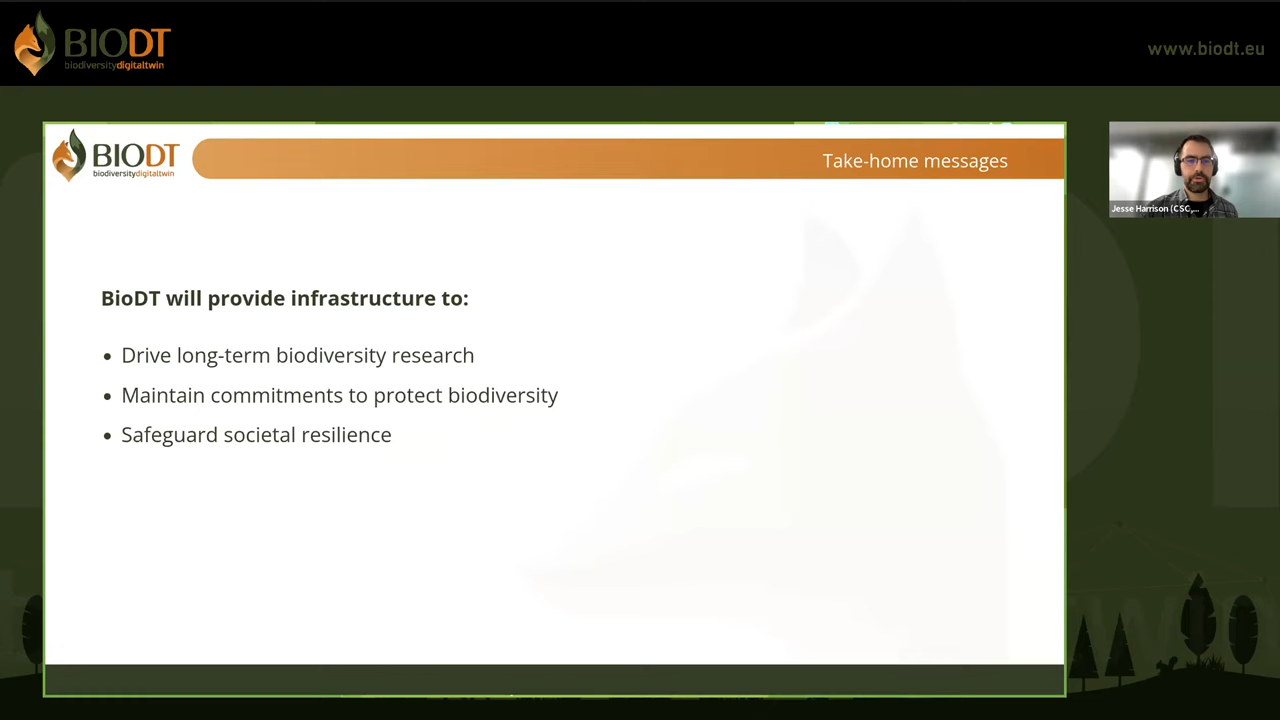 BIODT
biodiversitydigitaltwin
www.biodt.eu
BIODT
biodiversitydigitaltwin
Take-home messages
Jesse Harrison (CSC,...
BioDT will provide infrastructure to:
• Drive long-term biodiversity research
• Maintain commitments to protect biodiversity
• Safeguard societal resilience